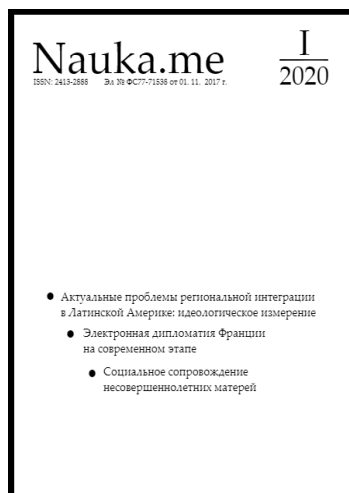 Nauka.me
I
2020
ISSN: 2413-2888 Эл № ФС77-71536 от 01. 11. 2017 г.
Актуальные проблемы региональной интеграции
в Латинской Америке: идеологическое измерение
Электронная дипломатия Франции
на современном этапе
Социальное сопровождение
несовершеннолетних матерей